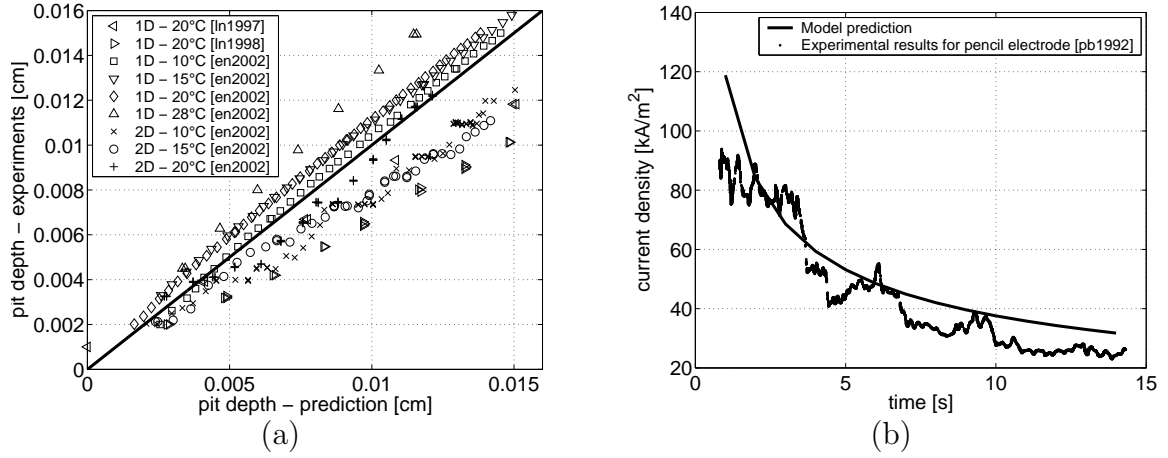 0.016
0.014
0.012
0.01
0.008
0.006
0.004
0.002
0
pit depth – experiments [cm]
1D – 20°C [ln1997]
1D – 20°C [ln1998]
1D – 10°C [en2002]
1D – 15°C [en2002]
1D – 20°C [en2002]
1D – 28°C [en2002]
2D – 10°C [en2002]
2D – 15°C [en2002]
2D – 20°C [en2002]
0 0.005 0.01 0.015
pit depth – prediction [cm]
(a)
140
120
100
80
60
40
20
current density [kA/m²]
Model prediction
Experimental results for pencil electrode [pb1992]
0 5 10 15
time [s]
(b)